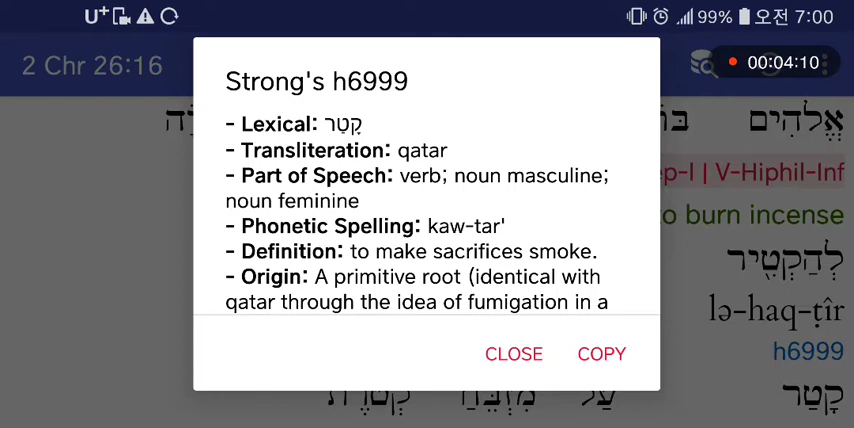 U+ 99% 오전 7:00
2 Chr 26:16 00:04:10
Strong's h6999
- Lexical: קָטַר
- Transliteration: qatar
- Part of Speech: verb; noun masculine;
noun feminine
- Phonetic Spelling: kaw-tar'
- Definition: to make sacrifices smoke.
- Origin: A primitive root (identical with
qatar through the idea of fumigation in a
CLOSE COPY
אֱלֹהִים
ep-l | V-Hiphil-Inf
o burn incense
לְהַקְטִ֖יר
lə-haq-ṭîr
h6999
קָטַר
עַל מִזְבֵּחַ קְטֹרֶת